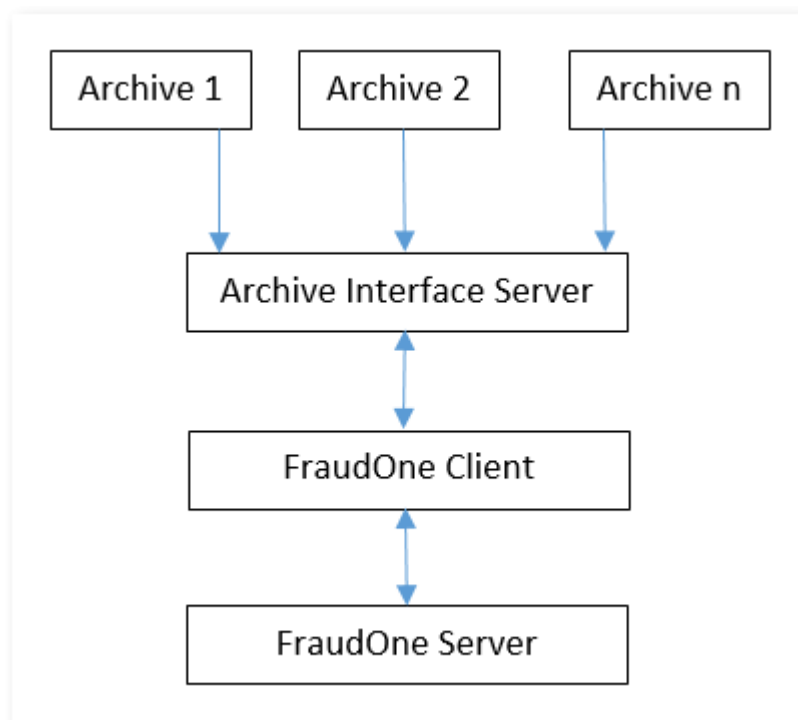 Archive 1
Archive 2
Archive n
Archive Interface Server
FraudOne Client
FraudOne Server